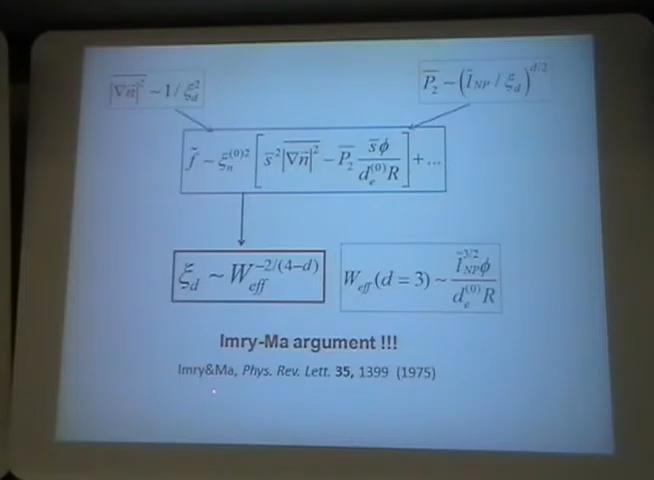 |∇n⃗|² ~ 1 / ξ_d²
P̄₂ ~ (l̄_NP / ξ_d)^{d/2}
f̃ ~ ξ_n^{(0)2} [ s̄² |∇n⃗|² − P̄₂ s̄ϕ / d_e^{(0)} R ] + ...
ξ_d ~ W_eff^{−2/(4−d)}
W_eff (d = 3) ~ l̄_NP^{3/2} ϕ / d_e^{(0)} R
Imry-Ma argument !!!
Imry&Ma, Phys. Rev. Lett. 35, 1399 (1975)